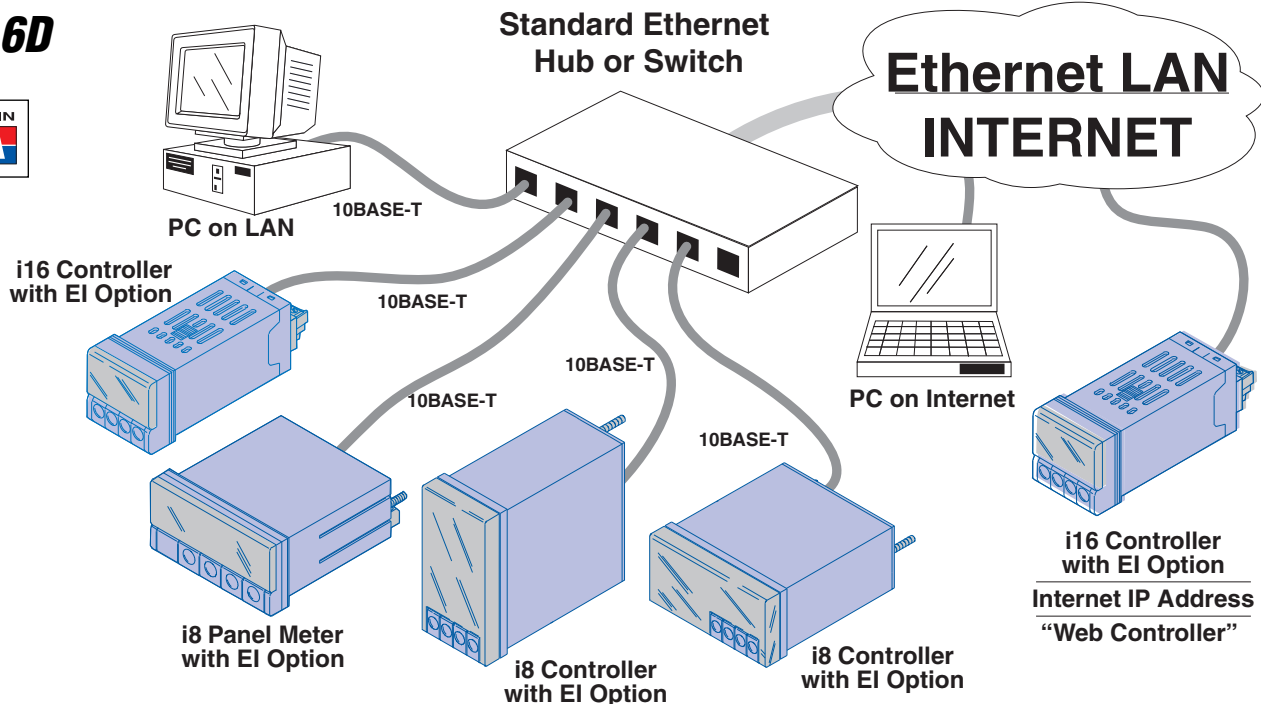 6D
IN
A
Standard Ethernet
Hub or Switch
Ethernet LAN
INTERNET
PC on LAN
10BASE-T
i16 Controller
with EI Option
10BASE-T
10BASE-T
10BASE-T
10BASE-T
PC on Internet
i8 Panel Meter
with EI Option
i8 Controller
with EI Option
i8 Controller
with EI Option
i16 Controller
with EI Option
Internet IP Address
“Web Controller”